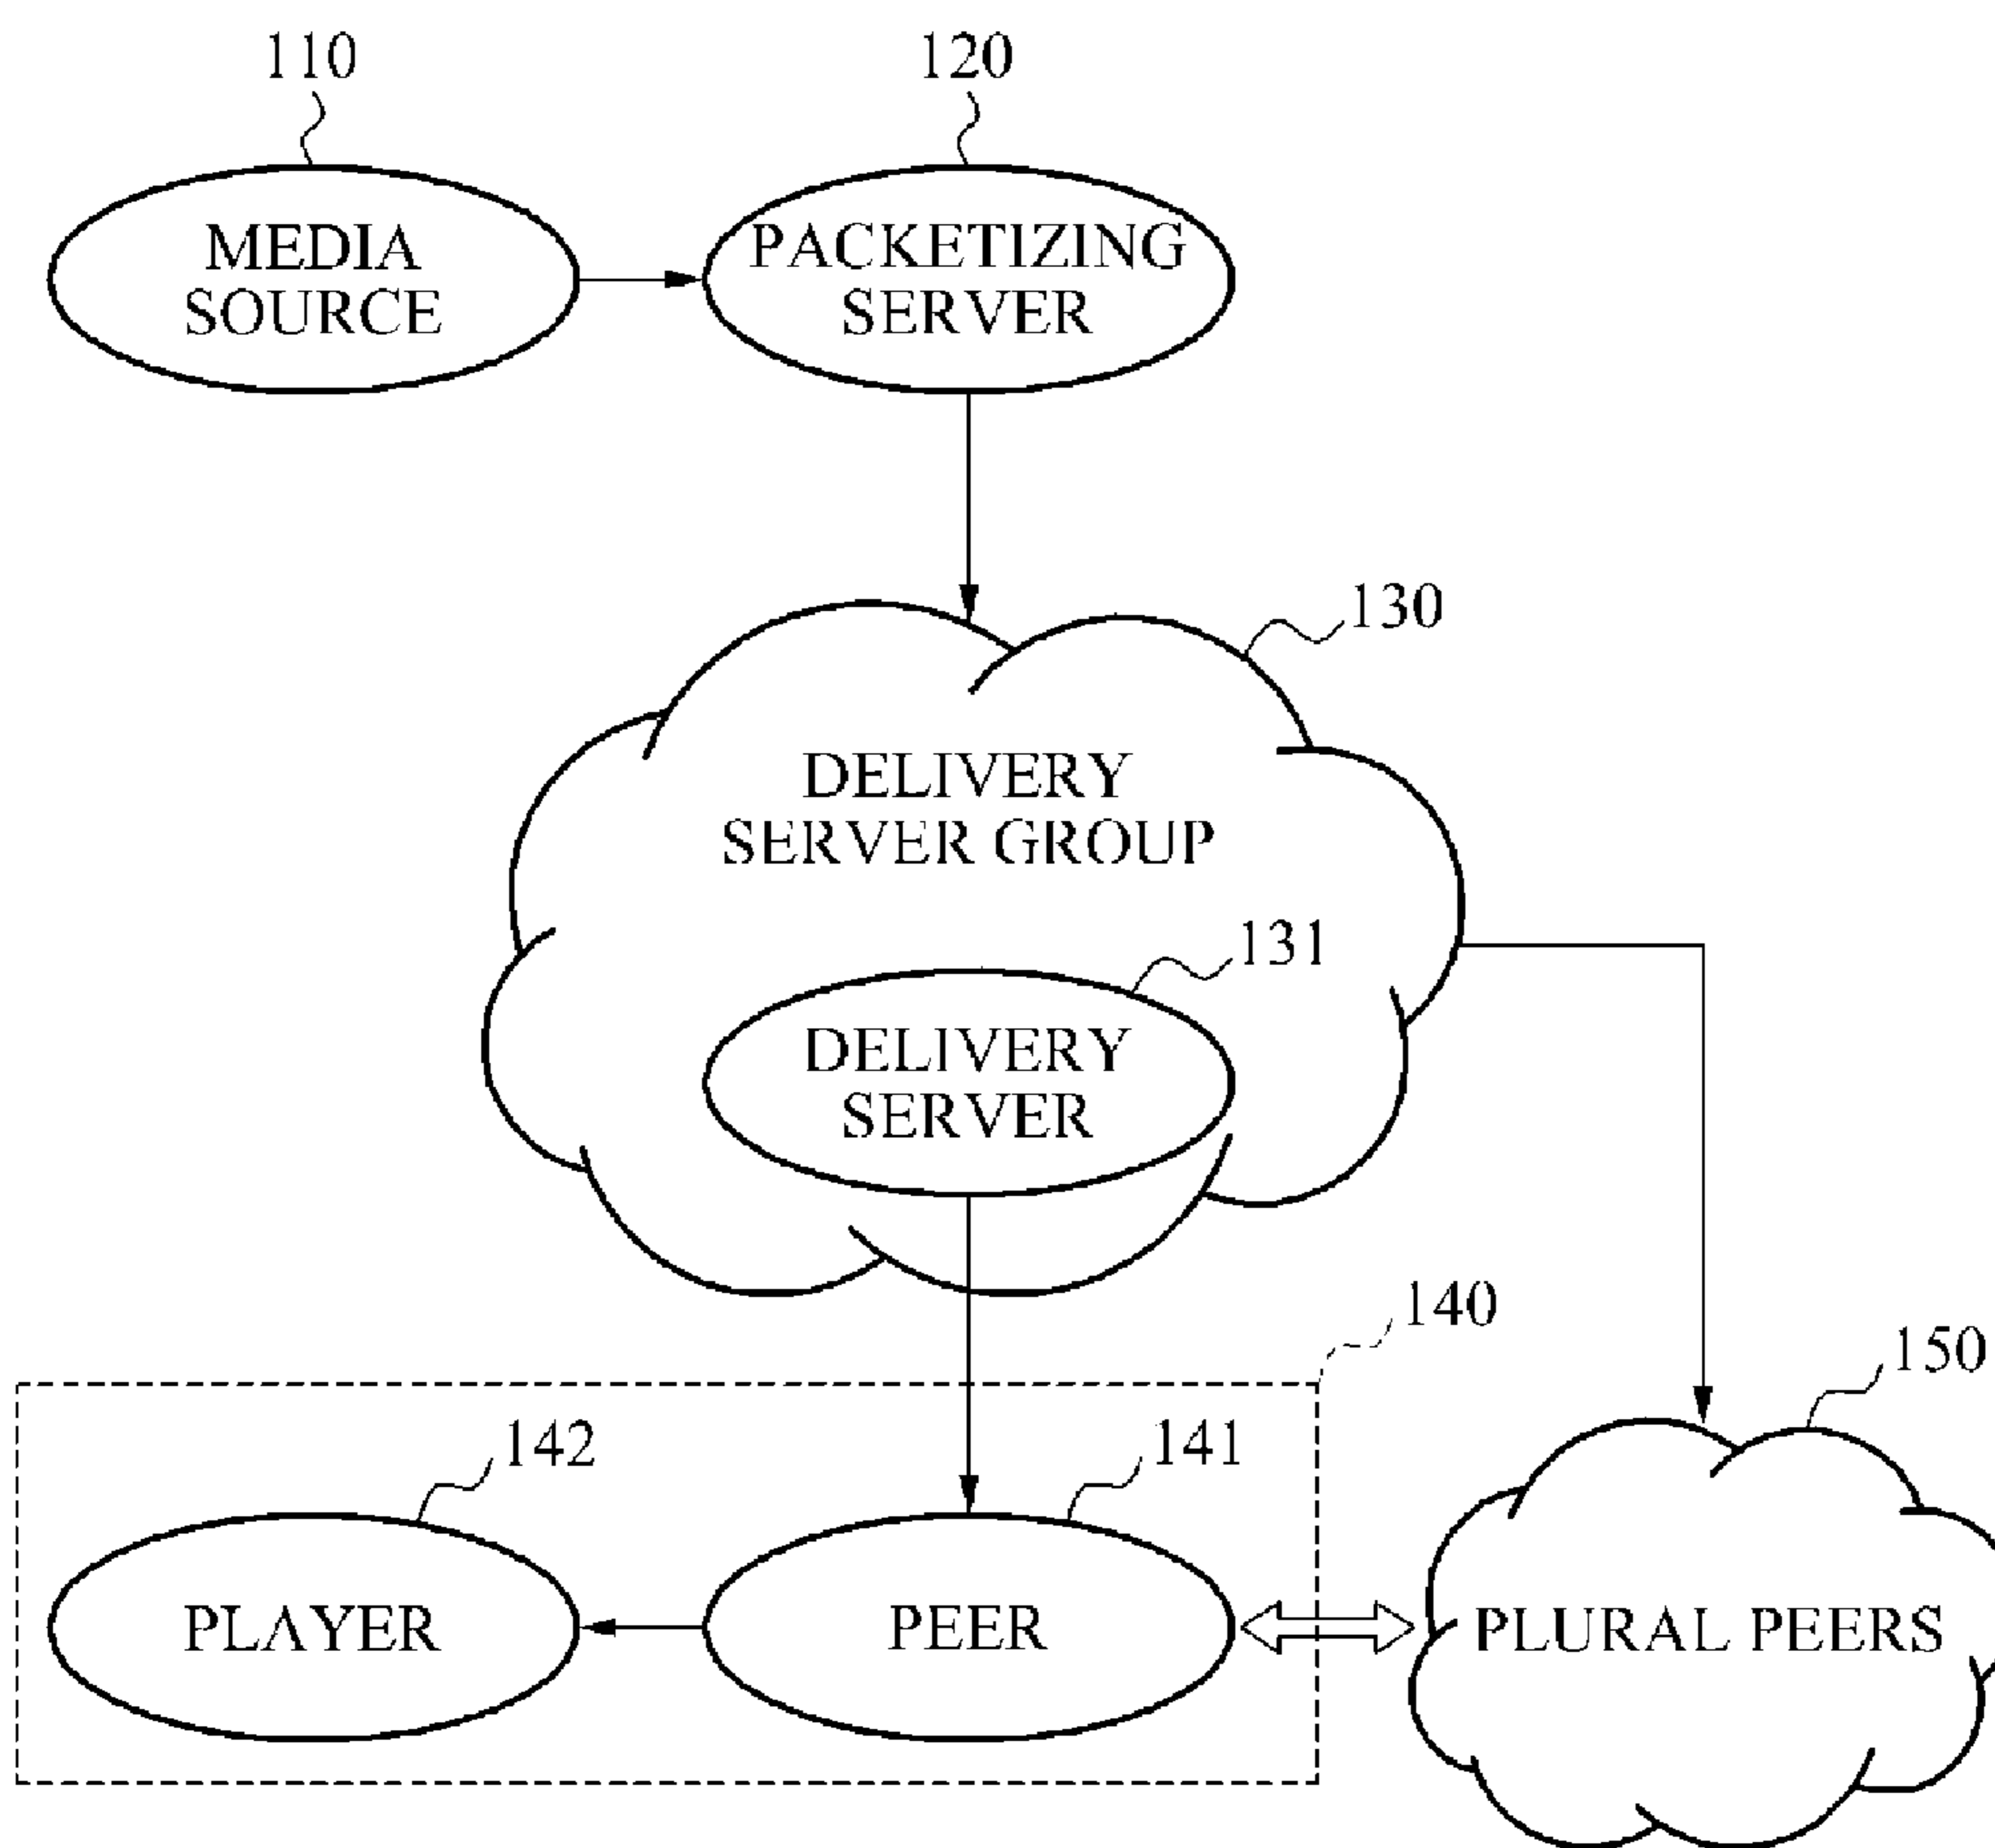 110
120
MEDIA
SOURCE
PACKETIZING
SERVER
130
DELIVERY
SERVER GROUP
131
DELIVERY
SERVER
140
150
142
141
PLAYER
PEER
PLURAL PEERS